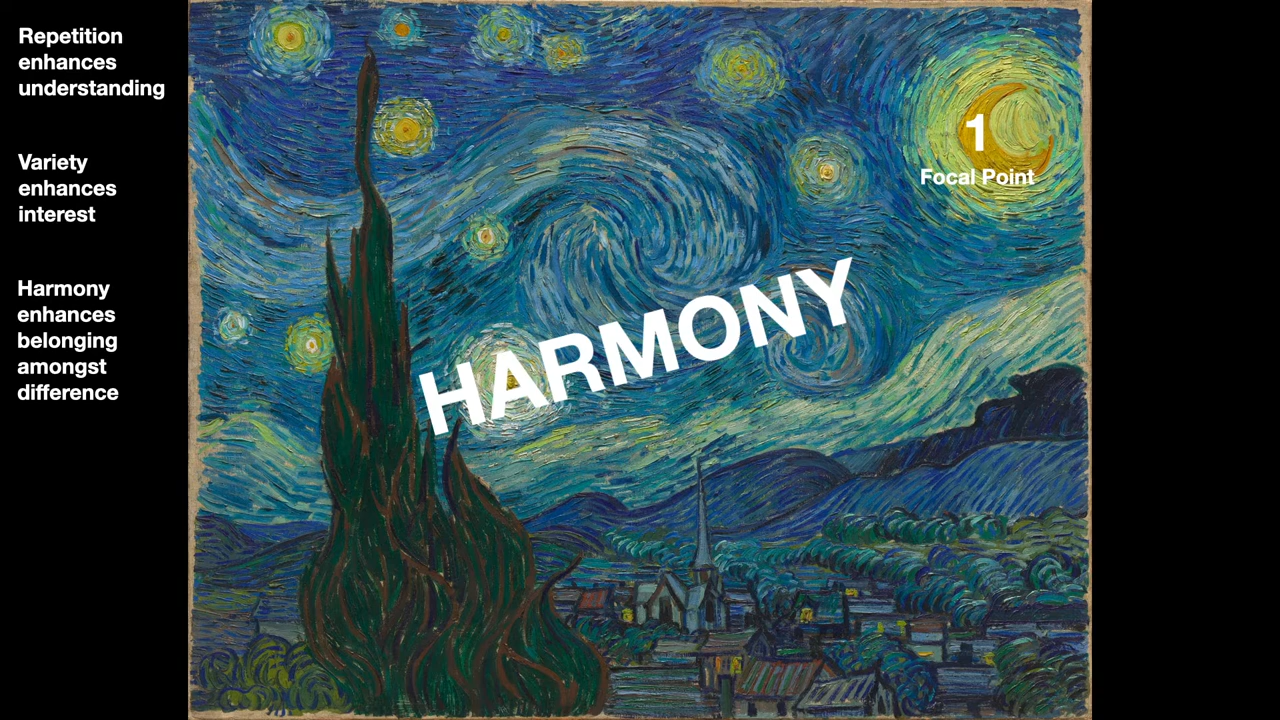 Repetition
enhances
understanding
Variety
enhances
interest
Harmony
enhances
belonging
amongst
difference
1
Focal Point
HARMONY